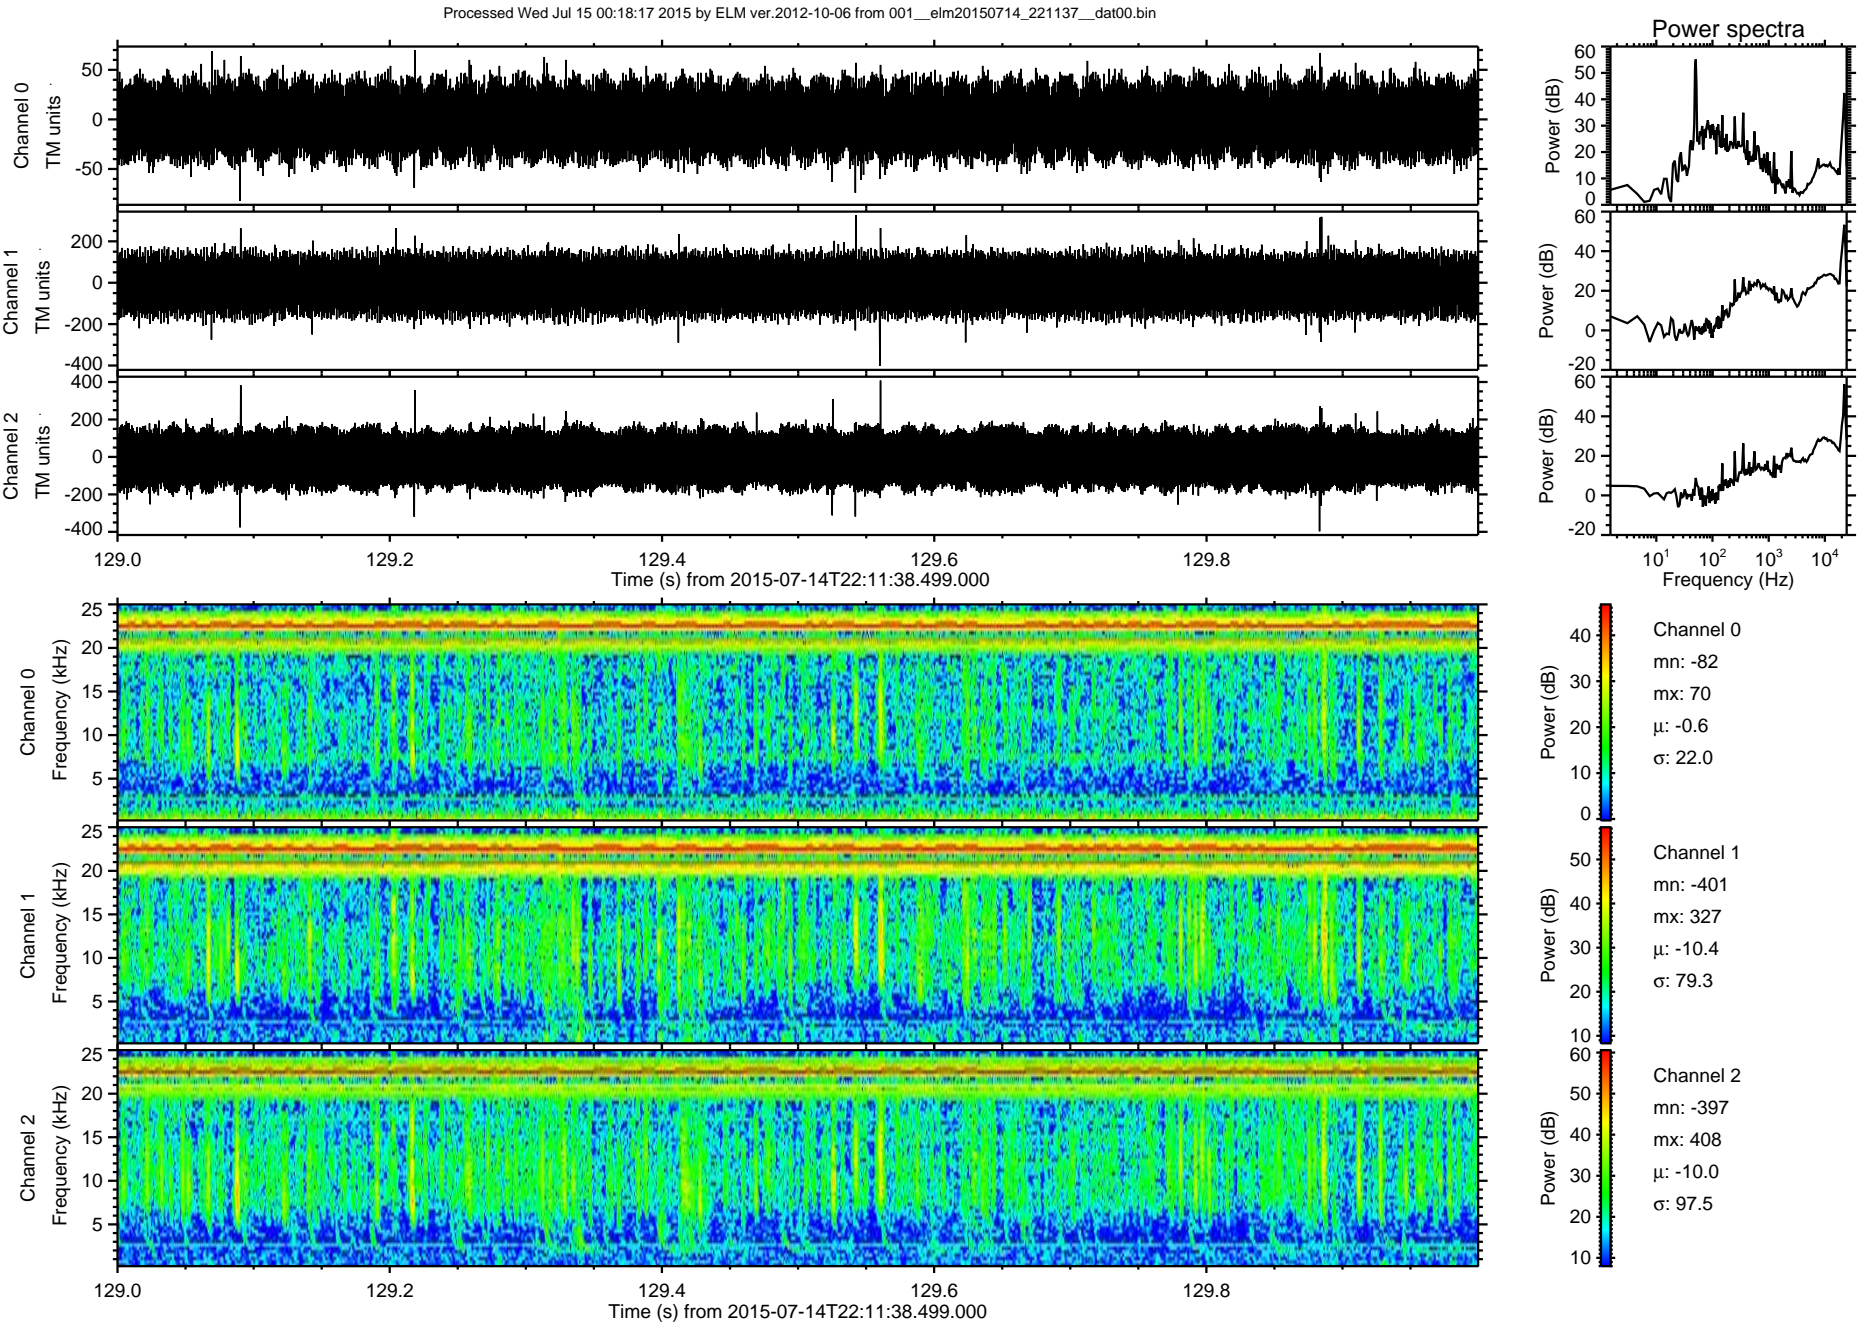 Processed Wed Jul 15 00:18:17 2015 by ELM ver.2012-10-06 from 001__elm20150714_221137__dat00.bin
Power spectra
Channel 0
TM units
50
0
-50
Power (dB)
60
50
40
30
20
10
0
Channel 1
TM units
200
0
-200
-400
Power (dB)
60
40
20
0
-20
Channel 2
TM units
400
200
0
-200
-400
Power (dB)
60
40
20
0
-20
129.0 129.2 129.4 129.6 129.8
Time (s) from 2015-07-14T22:11:38.499.000
10^1 10^2 10^3 10^4
Frequency (Hz)
Channel 0
Frequency (kHz)
25
20
15
10
5
Power (dB)
40
30
20
10
0
Channel 0
mn: -82
mx: 70
μ: -0.6
σ: 22.0
Channel 1
Frequency (kHz)
25
20
15
10
5
Power (dB)
50
40
30
20
10
Channel 1
mn: -401
mx: 327
μ: -10.4
σ: 79.3
Channel 2
Frequency (kHz)
25
20
15
10
5
Power (dB)
60
50
40
30
20
10
Channel 2
mn: -397
mx: 408
μ: -10.0
σ: 97.5
129.0 129.2 129.4 129.6 129.8
Time (s) from 2015-07-14T22:11:38.499.000